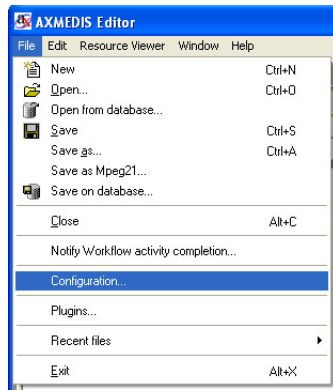 AXMEDIS Editor
File Edit Resource Viewer Window Help
New Ctrl+N
Open... Ctrl+O
Open from database...
Save Ctrl+S
Save as... Ctrl+A
Save as Mpeg21...
Save on database...
Close Alt+C
Notify Workflow activity completion...
Configuration...
Plugins...
Recent files
Exit Alt+X